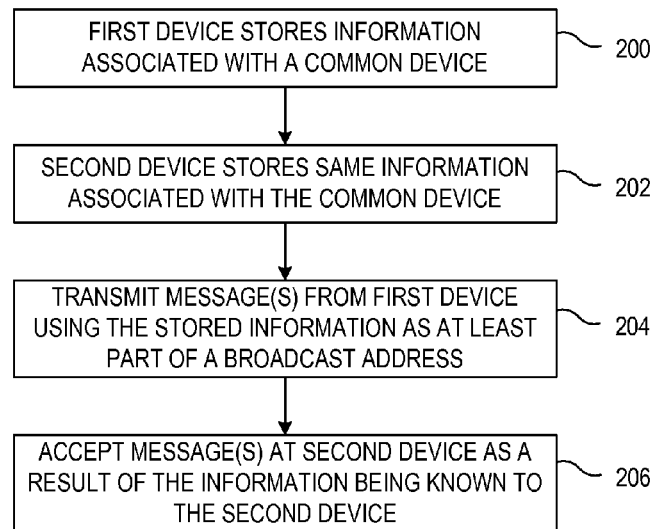 FIRST DEVICE STORES INFORMATION
ASSOCIATED WITH A COMMON DEVICE
200
SECOND DEVICE STORES SAME INFORMATION
ASSOCIATED WITH THE COMMON DEVICE
202
TRANSMIT MESSAGE(S) FROM FIRST DEVICE
USING THE STORED INFORMATION AS AT LEAST
PART OF A BROADCAST ADDRESS
204
ACCEPT MESSAGE(S) AT SECOND DEVICE AS A
RESULT OF THE INFORMATION BEING KNOWN TO
THE SECOND DEVICE
206